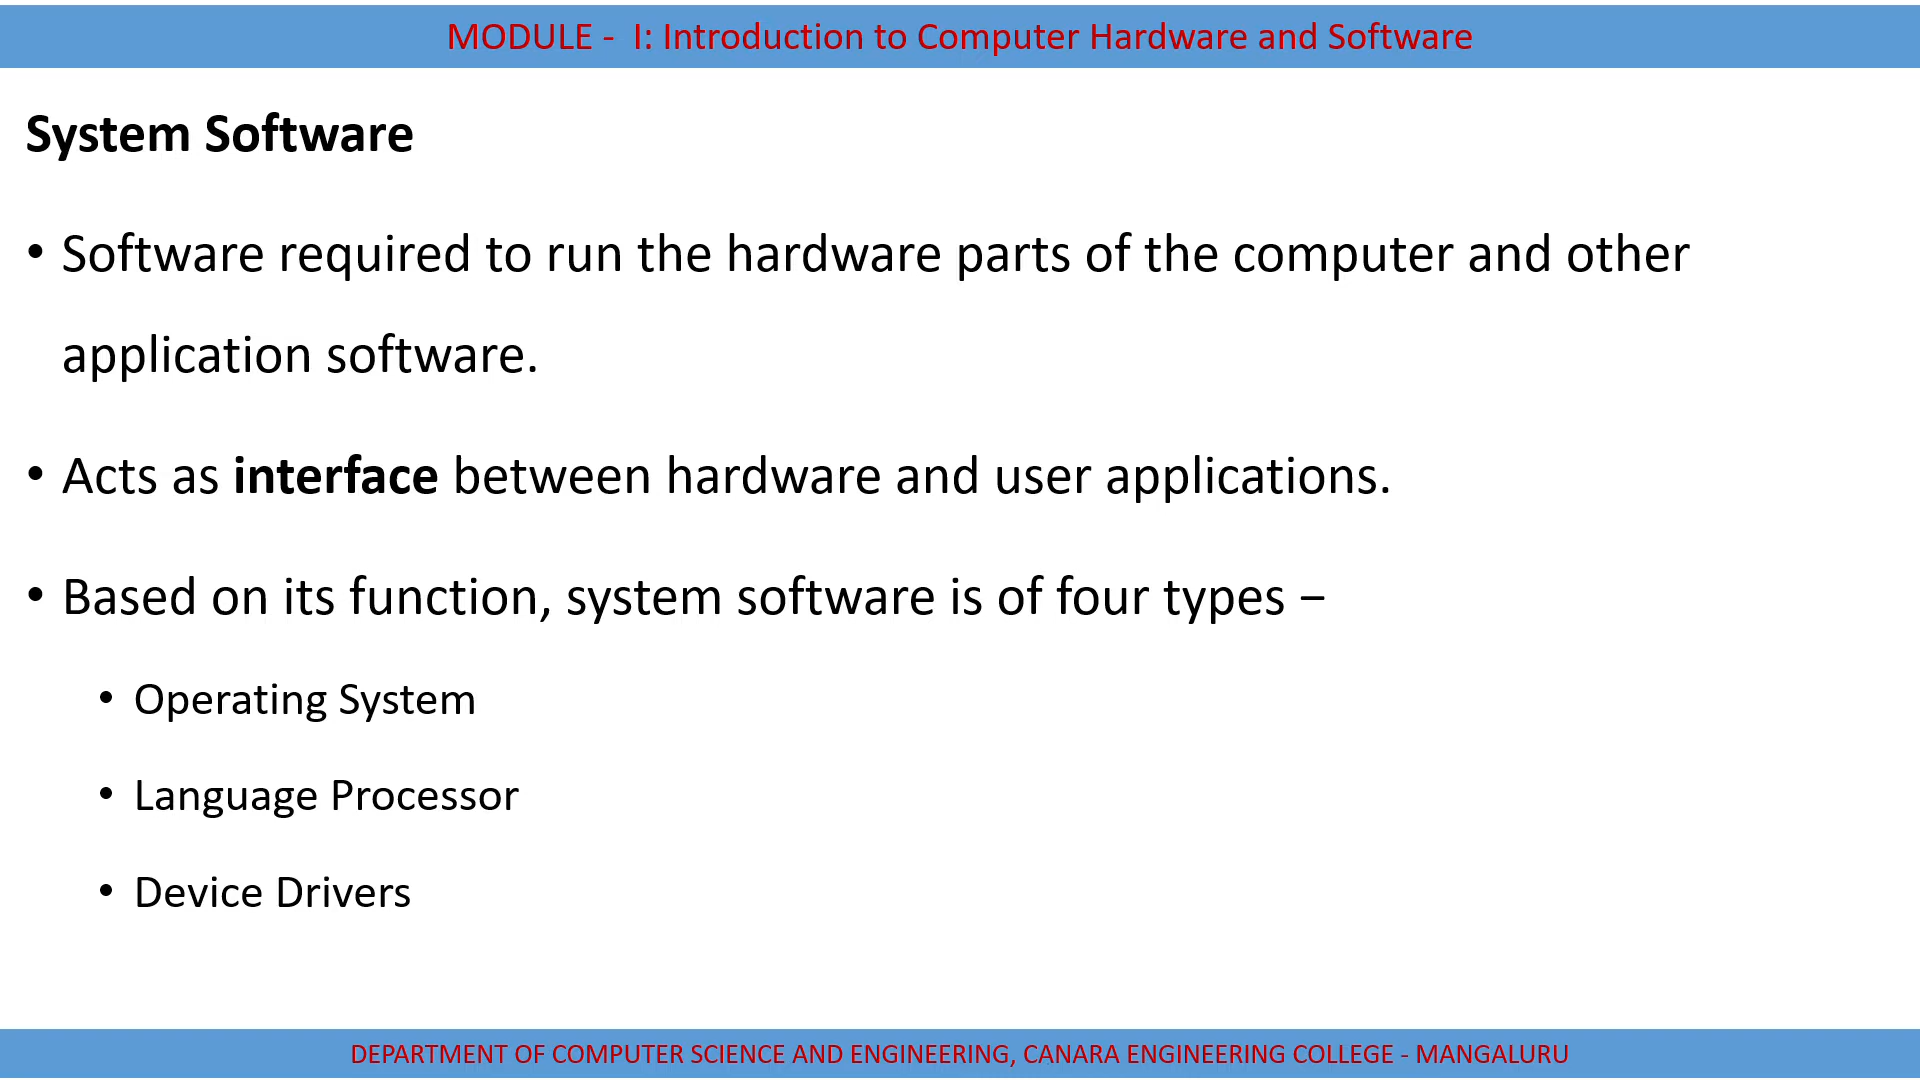 MODULE -  I: Introduction to Computer Hardware and Software
System Software
• Software required to run the hardware parts of the computer and other
application software.
• Acts as interface between hardware and user applications.
• Based on its function, system software is of four types −
• Operating System
• Language Processor
• Device Drivers
DEPARTMENT OF COMPUTER SCIENCE AND ENGINEERING, CANARA ENGINEERING COLLEGE - MANGALURU